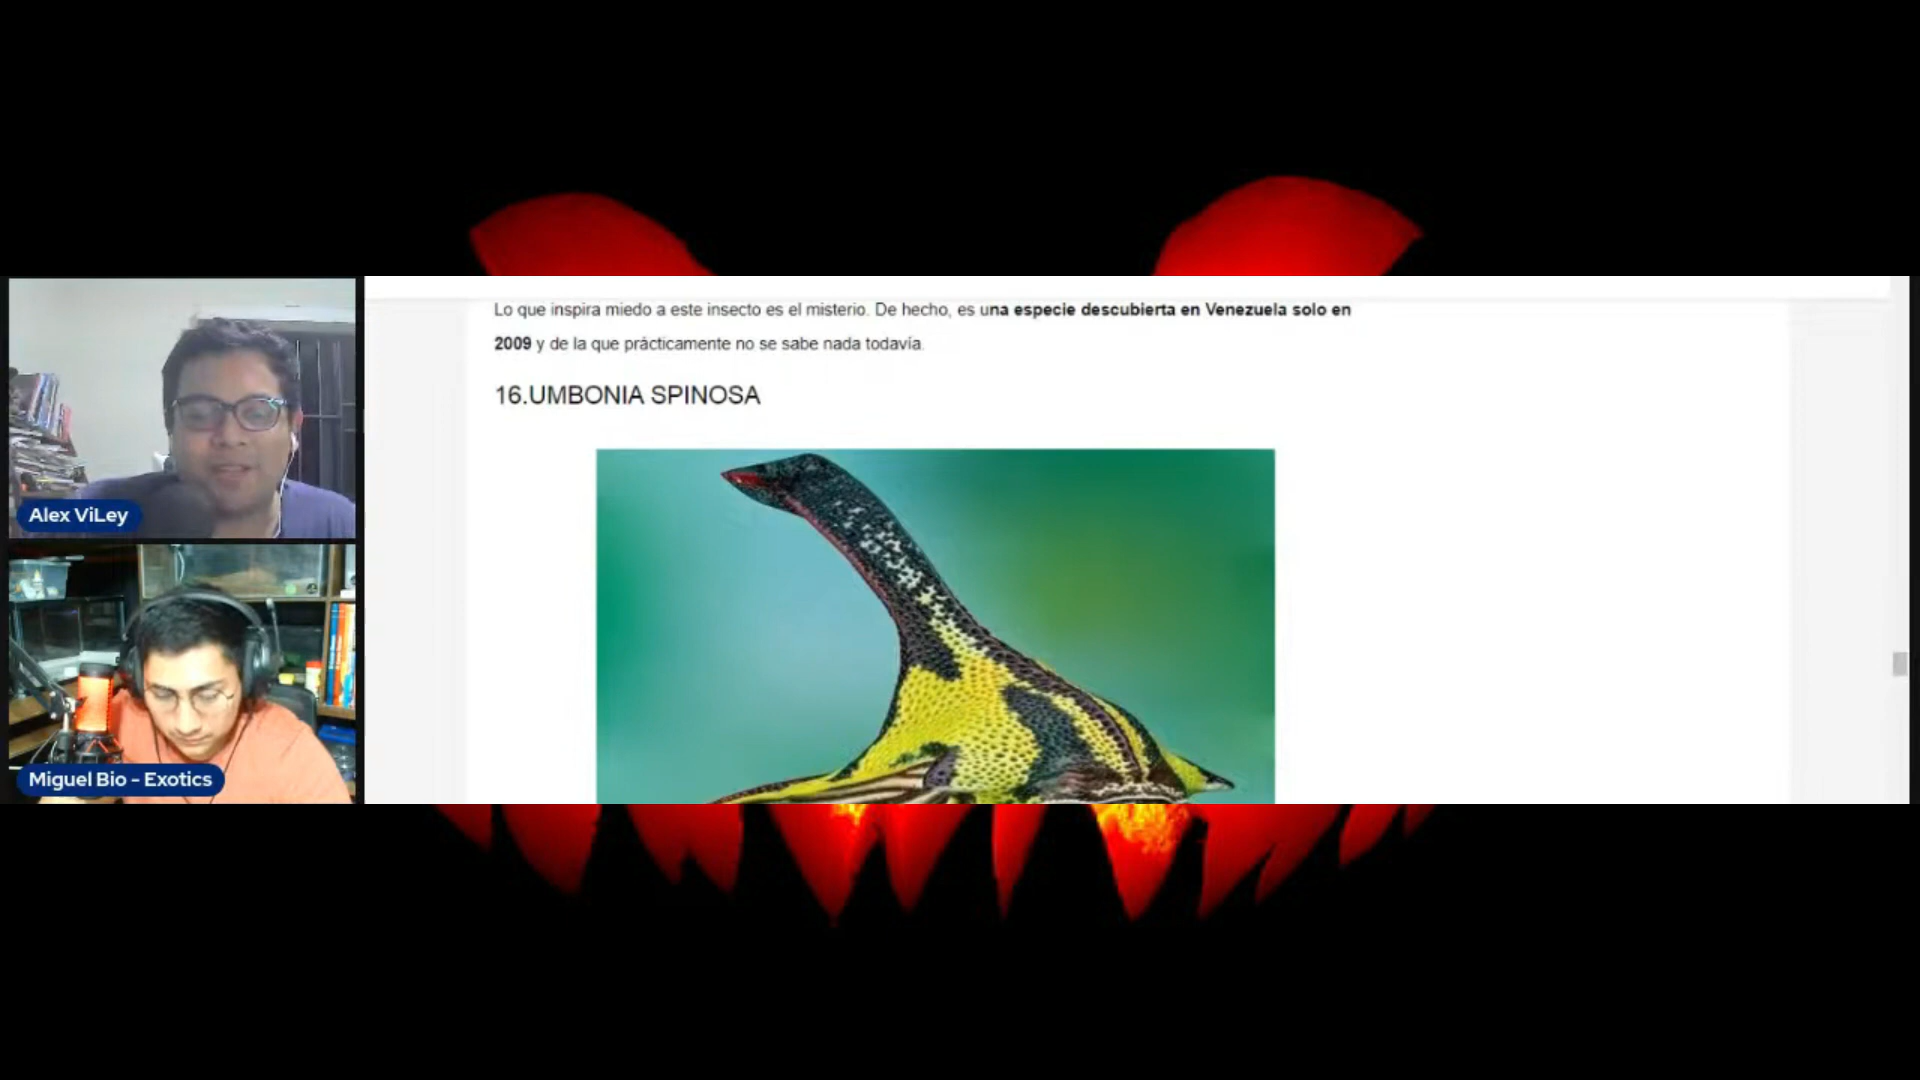 Lo que inspira miedo a este insecto es el misterio. De hecho, es una especie descubierta en Venezuela solo en
2009 y de la que prácticamente no se sabe nada todavía.
16.UMBONIA SPINOSA
Alex ViLey
Miguel Bio - Exotics